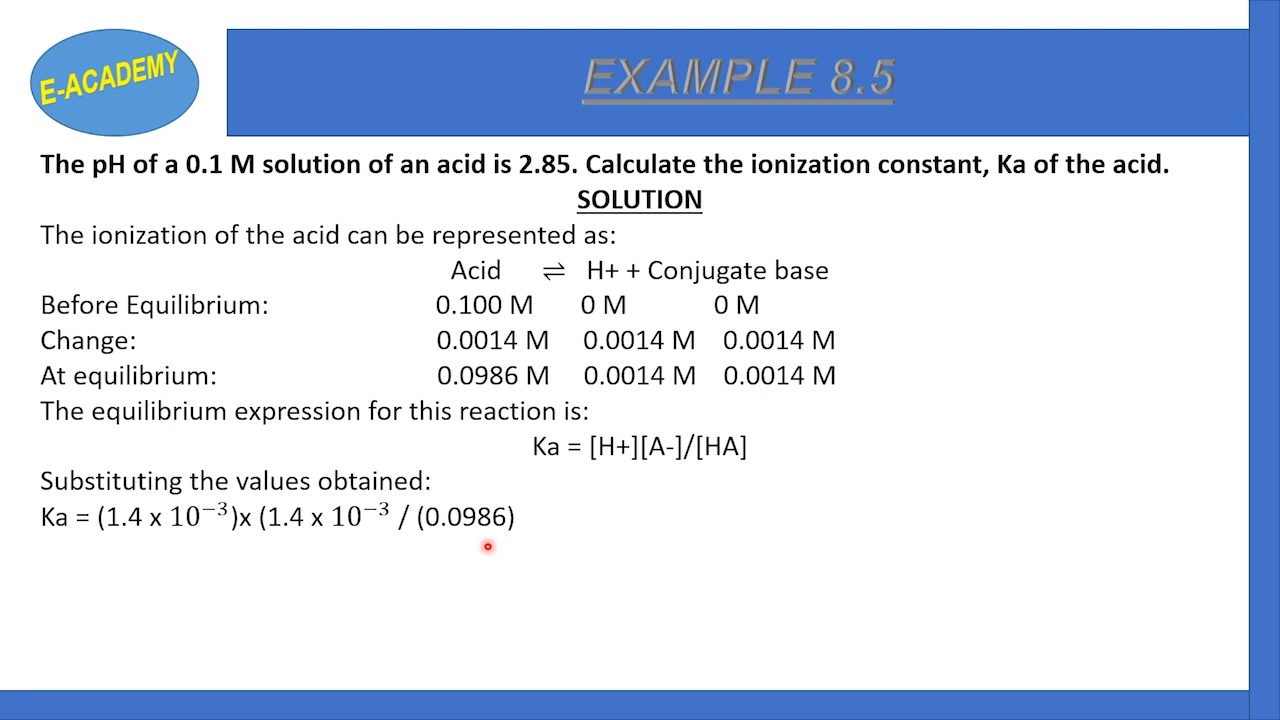 E-ACADEMY
EXAMPLE 8.5
The pH of a 0.1 M solution of an acid is 2.85. Calculate the ionization constant, Ka of the acid.
SOLUTION
The ionization of the acid can be represented as:
Acid ⇌ H+ + Conjugate base
Before Equilibrium: 0.100 M 0 M 0 M
Change: 0.0014 M 0.0014 M 0.0014 M
At equilibrium: 0.0986 M 0.0014 M 0.0014 M
The equilibrium expression for this reaction is:
Ka = [H+][A-]/[HA]
Substituting the values obtained:
Ka = (1.4 x 10⁻³)x (1.4 x 10⁻³ / (0.0986)